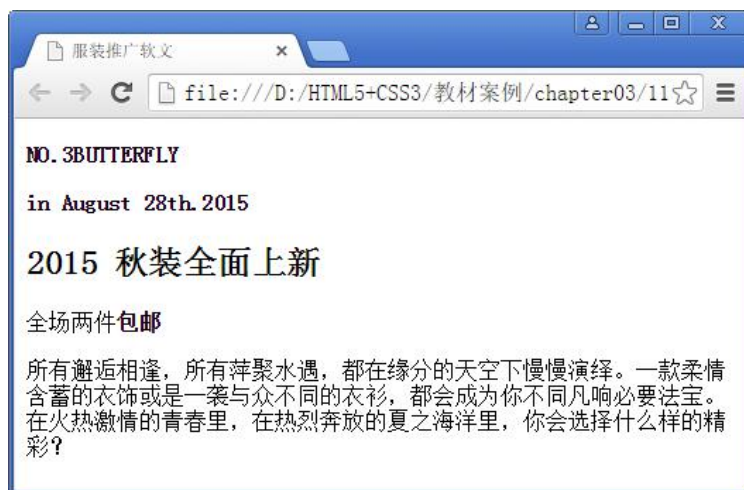 服装推广软文
file:///D:/HTML5+CSS3/教材案例/chapter03/11
NO.3BUTTERFLY
in August 28th.2015
2015 秋装全面上新
全场两件包邮
所有邂逅相逢，所有萍聚水遇，都在缘分的天空下慢慢演绎。一款柔情
含蓄的衣饰或是一袭与众不同的衣衫，都会成为你不同凡响必要法宝。
在火热激情的青春里，在热烈奔放的夏之海洋里，你会选择什么样的精
彩？